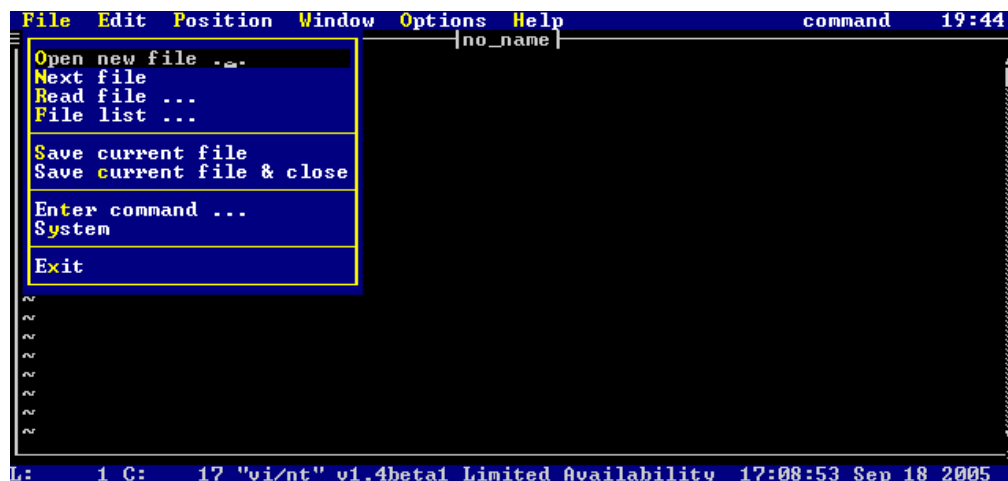 File Edit Position Window Options Help command 19:44
no_name
Open new file ...
Next file
Read file ...
File list ...
Save current file
Save current file & close
Enter command ...
System
Exit
~
~
~
~
~
~
~
~
L: 1 C: 17 "vi/nt" v1.4beta1 Limited Availability 17:08:53 Sep 18 2005